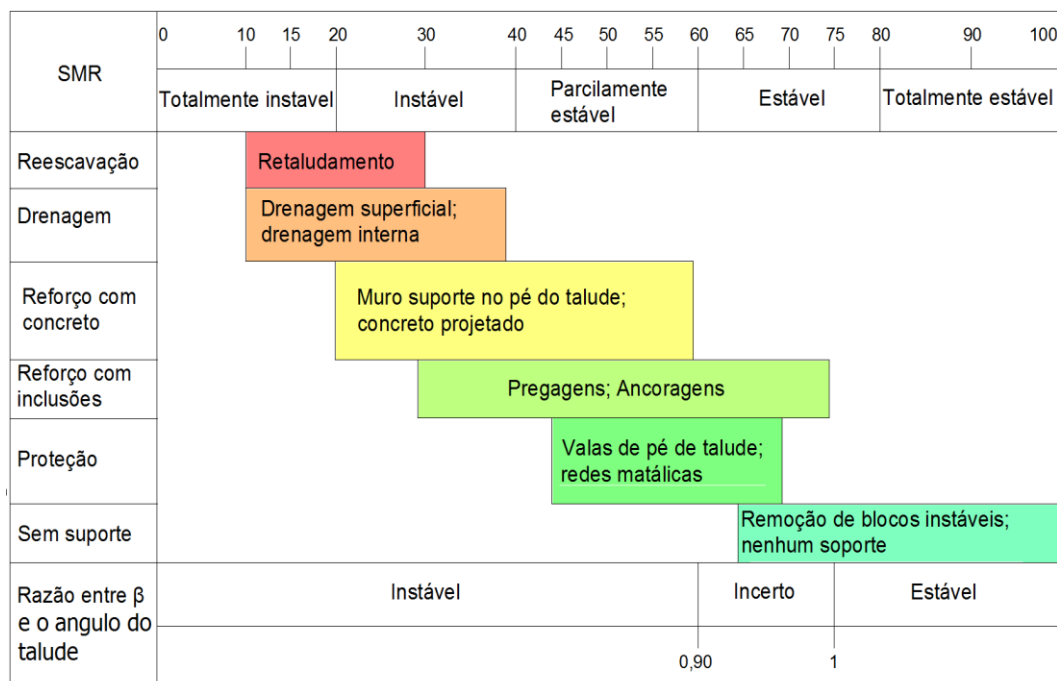 SMR
0 10 15 20 30 40 45 50 55 60 65 70 75 80 90 100
Totalmente instavel
Instável
Parcilamente
estável
Estável
Totalmente estável
Reescavação
Retaludamento
Drenagem
Drenagem superficial;
drenagem interna
Reforço com
concreto
Muro suporte no pé do talude;
concreto projetado
Reforço com
inclusões
Pregagens; Ancoragens
Proteção
Valas de pé de talude;
redes matálicas
Sem suporte
Remoção de blocos instáveis;
nenhum soporte
Razão entre β
e o angulo do
talude
Instável
Incerto
Estável
0,90
1